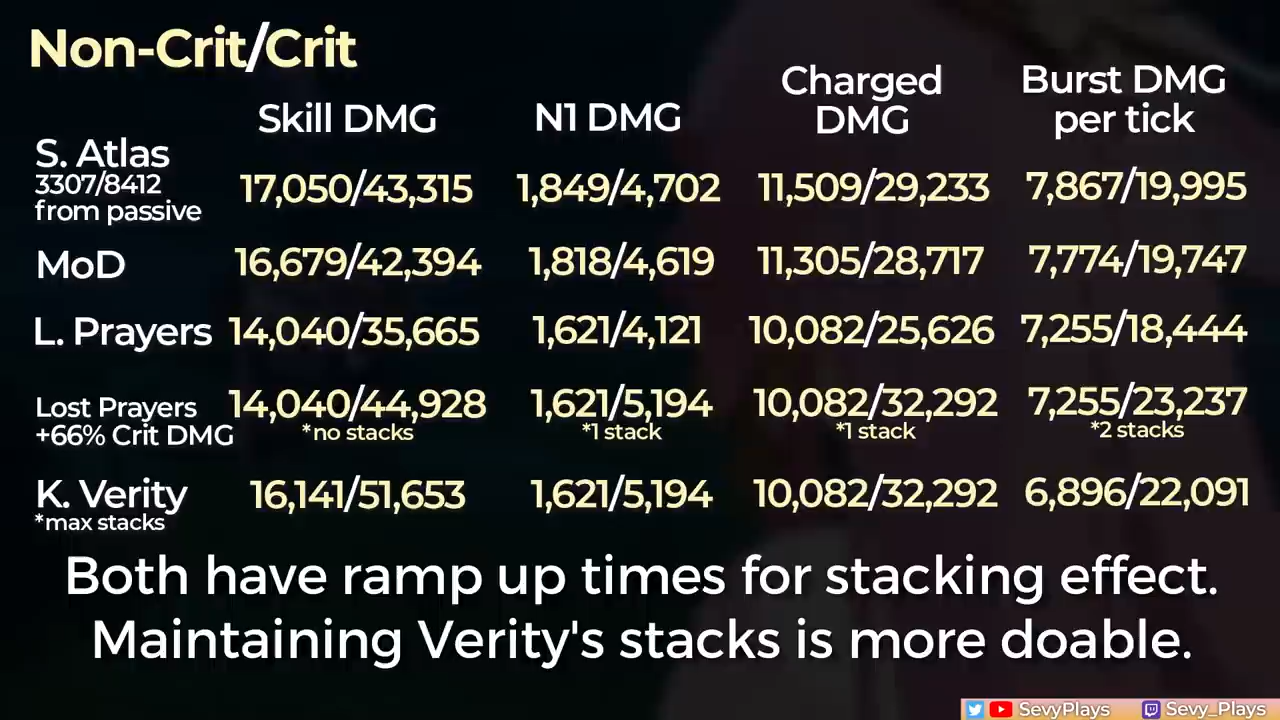 Non-Crit/Crit
Skill DMG
N1 DMG
Charged
DMG
Burst DMG
per tick
S. Atlas
3307/8412
from passive
17,050/43,315
1,849/4,702
11,509/29,233
7,867/19,995
MoD
16,679/42,394
1,818/4,619
11,305/28,717
7,774/19,747
L. Prayers
14,040/35,665
1,621/4,121
10,082/25,626
7,255/18,444
Lost Prayers
+66% Crit DMG
14,040/44,928
*no stacks
1,621/5,194
*1 stack
10,082/32,292
*1 stack
7,255/23,237
*2 stacks
K. Verity
*max stacks
16,141/51,653
1,621/5,194
10,082/32,292
6,896/22,091
Both have ramp up times for stacking effect.
Maintaining Verity's stacks is more doable.
SevyPlays
Sevy_Plays